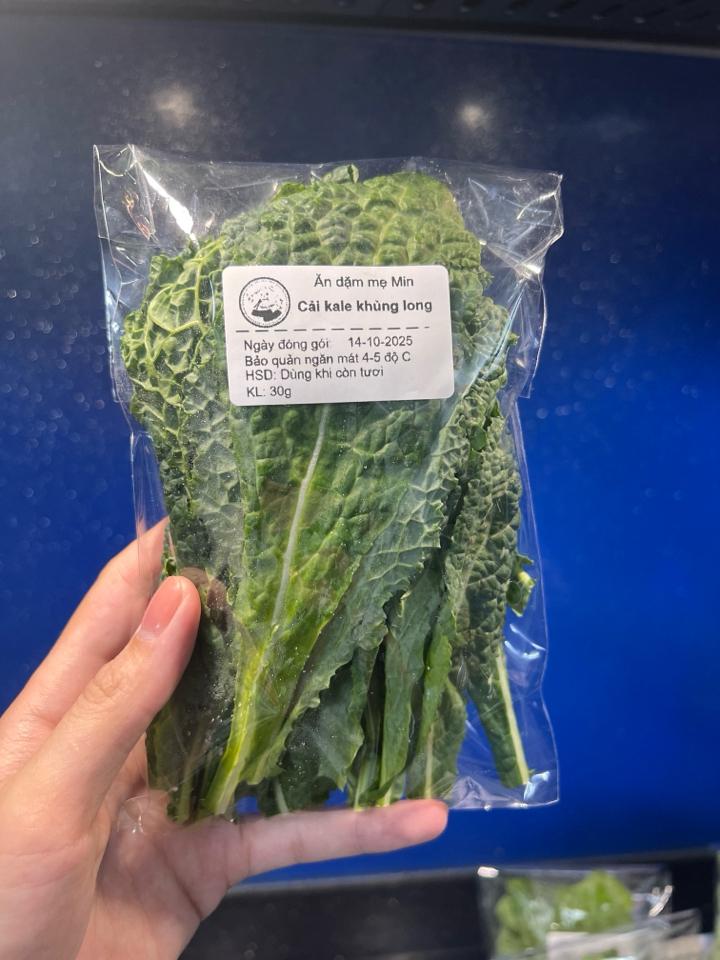 Ăn dặm mẹ Min
Cải kale khủng long
Ngày đóng gói: 14-10-2025
Bảo quản ngăn mát 4-5 độ C
HSD: Dùng khi còn tươi
KL: 30g